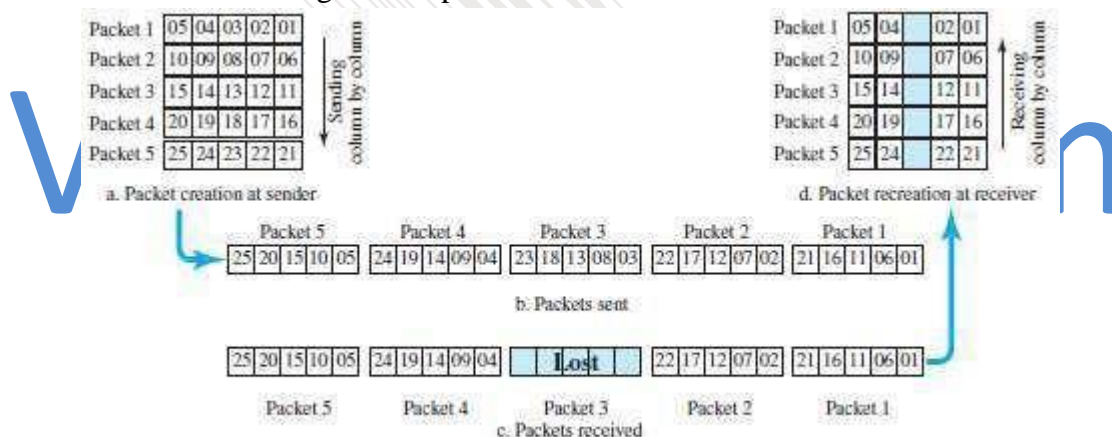 Packet 1 05 04 03 02 01
Packet 2 10 09 08 07 06
Packet 3 15 14 13 12 11
Packet 4 20 19 18 17 16
Packet 5 25 24 23 22 21
Sending
column by column
a. Packet creation at sender
Packet 1 05 04 02 01
Packet 2 10 09 07 06
Packet 3 15 14 12 11
Packet 4 20 19 17 16
Packet 5 25 24 22 21
Receiving
column by column
d. Packet recreation at receiver
Packet 5 Packet 4 Packet 3 Packet 2 Packet 1
25 20 15 10 05 24 19 14 09 04 23 18 13 08 03 22 17 12 07 02 21 16 11 06 01
b. Packets sent
25 20 15 10 05 24 19 14 09 04 Lost 22 17 12 07 02 21 16 11 06 01
Packet 5 Packet 4 Packet 3 Packet 2 Packet 1
c. Packets received